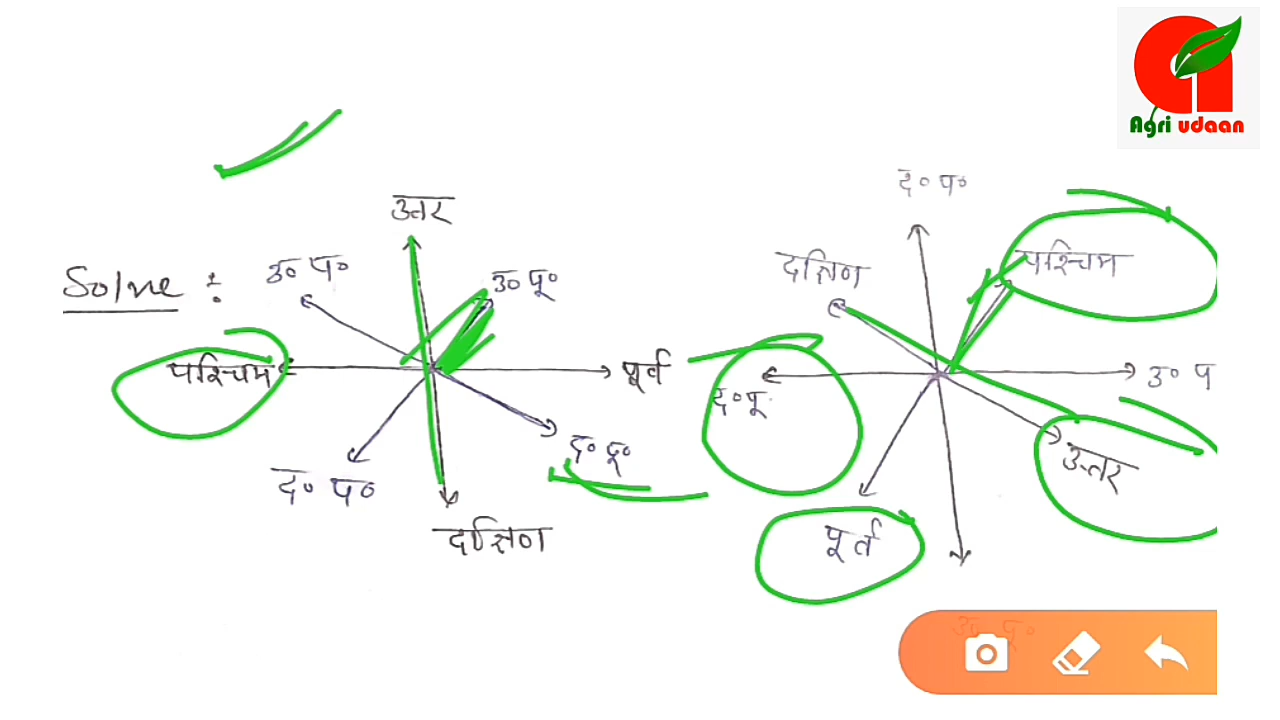 Agri udaan
Solve :
उत्तर
उ० प०
उ० पू०
पश्चिम
पूर्व
द० प०
द० पू०
दक्षिण
द० प०
दक्षिण
पश्चिम
द० पू
उ० प
उत्तर
पूर्व
उ० पू०